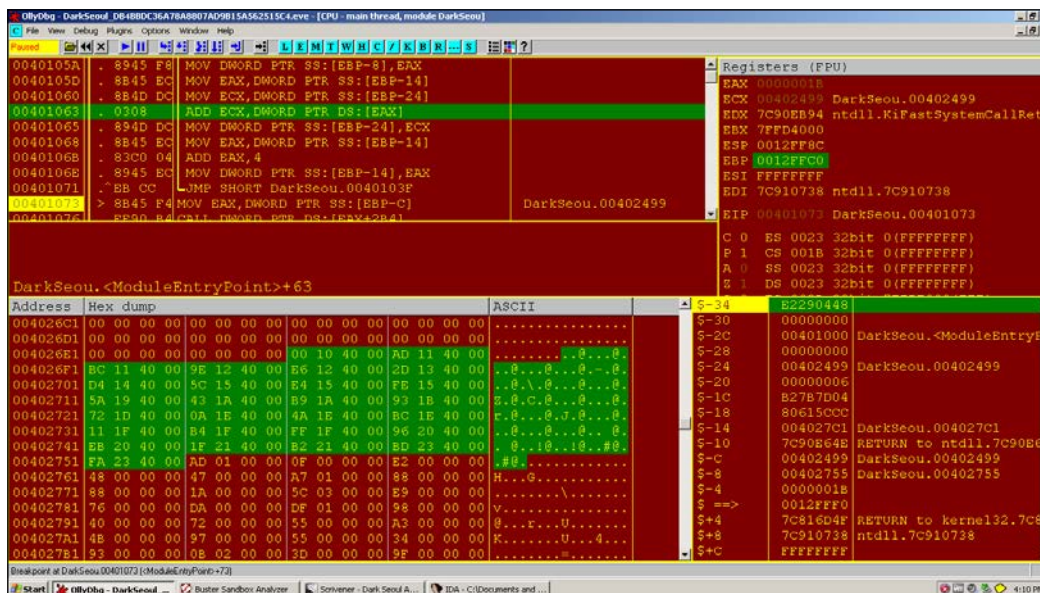 OllyDbg - DarkSeoul_DB4BBDC36A78A8807AD9B15A562515C4.eve - [CPU - main thread, module DarkSeou]
C File View Debug Plugins Options Window Help
Paused L E M T W H C / K B R ... S ?
0040105A . 8945 F8 MOV DWORD PTR SS:[EBP-8],EAX
0040105D . 8B45 EC MOV EAX,DWORD PTR SS:[EBP-14]
00401060 . 8B4D DC MOV ECX,DWORD PTR SS:[EBP-24]
00401063 . 0308 ADD ECX,DWORD PTR DS:[EAX]
00401065 . 894D DC MOV DWORD PTR SS:[EBP-24],ECX
00401068 . 8B45 EC MOV EAX,DWORD PTR SS:[EBP-14]
0040106B . 83C0 04 ADD EAX,4
0040106E . 8945 EC MOV DWORD PTR SS:[EBP-14],EAX
00401071 .^EB CC JMP SHORT DarkSeou.0040103F
00401073 > 8B45 F4 MOV EAX,DWORD PTR SS:[EBP-C] DarkSeou.00402499
00401076 FF90 B4 CALL DWORD PTR DS:[EAX+2B4]
DarkSeou.<ModuleEntryPoint>+63
Registers (FPU)
EAX 0000001B
ECX 00402499 DarkSeou.00402499
EDX 7C90EB94 ntdll.KiFastSystemCallRet
EBX 7FFD4000
ESP 0012FF8C
EBP 0012FFC0
ESI FFFFFFFF
EDI 7C910738 ntdll.7C910738
EIP 00401073 DarkSeou.00401073
C 0 ES 0023 32bit 0(FFFFFFFF)
P 1 CS 001B 32bit 0(FFFFFFFF)
A 0 SS 0023 32bit 0(FFFFFFFF)
Z 1 DS 0023 32bit 0(FFFFFFFF)
Address Hex dump ASCII
004026C1 00 00 00 00 00 00 00 00 00 00 00 00 00 00 00 00 ................
004026D1 00 00 00 00 00 00 00 00 00 00 00 00 00 00 00 00 ................
004026E1 00 00 00 00 00 00 00 00 00 10 40 00 AD 11 40 00 .........@...@.
004026F1 BC 11 40 00 9E 12 40 00 E6 12 40 00 2D 13 40 00 ..@...@...@.-.@.
00402701 D4 14 40 00 5C 15 40 00 E4 15 40 00 FE 15 40 00 ..@.\.@...@...@.
00402711 5A 19 40 00 43 1A 40 00 B9 1A 40 00 93 1B 40 00 Z.@.C.@...@...@.
00402721 72 1D 40 00 0A 1E 40 00 4A 1E 40 00 BC 1E 40 00 r.@...@.J.@...@.
00402731 11 1F 40 00 B4 1F 40 00 FF 1F 40 00 96 20 40 00 ..@...@...@.. @.
00402741 EB 20 40 00 1F 21 40 00 B2 21 40 00 BD 23 40 00 . @..!@..!@..#@.
00402751 FA 23 40 00 AD 01 00 00 0F 00 00 00 E2 00 00 00 .#@.............
00402761 48 00 00 00 47 00 00 00 A7 01 00 00 88 00 00 00 H...G...........
00402771 88 00 00 00 1A 00 00 00 5C 03 00 00 E9 00 00 00 ........\.......
00402781 76 00 00 00 DA 00 00 00 DF 01 00 00 98 00 00 00 v...............
00402791 40 00 00 00 72 00 00 00 55 00 00 00 A3 00 00 00 @...r...U.......
004027A1 4B 00 00 00 97 00 00 00 55 00 00 00 34 00 00 00 K.......U...4...
004027B1 93 00 00 00 0B 02 00 00 3D 00 00 00 9F 00 00 00 ........=.......
$-34 E2290448
$-30 00000000
$-2C 00401000 DarkSeou.<ModuleEntryP
$-28 00000000
$-24 00402499 DarkSeou.00402499
$-20 00000006
$-1C B27B7D04
$-18 80615CCC
$-14 004027C1 DarkSeou.004027C1
$-10 7C90E64E RETURN to ntdll.7C90E6
$-C 00402499 DarkSeou.00402499
$-8 00402755 DarkSeou.00402755
$-4 0000001B
$ ==> 0012FFF0
$+4 7C816D4F RETURN to kernel32.7C8
$+8 7C910738 ntdll.7C910738
$+C FFFFFFFF
Breakpoint at DarkSeou.00401073 [<ModuleEntryPoint>+73]
Start OllyDbg - DarkSeoul_... Buster Sandbox Analyzer Scrivener - Dark Seoul A... IDA - C:\Documents and ... 4:10 PM